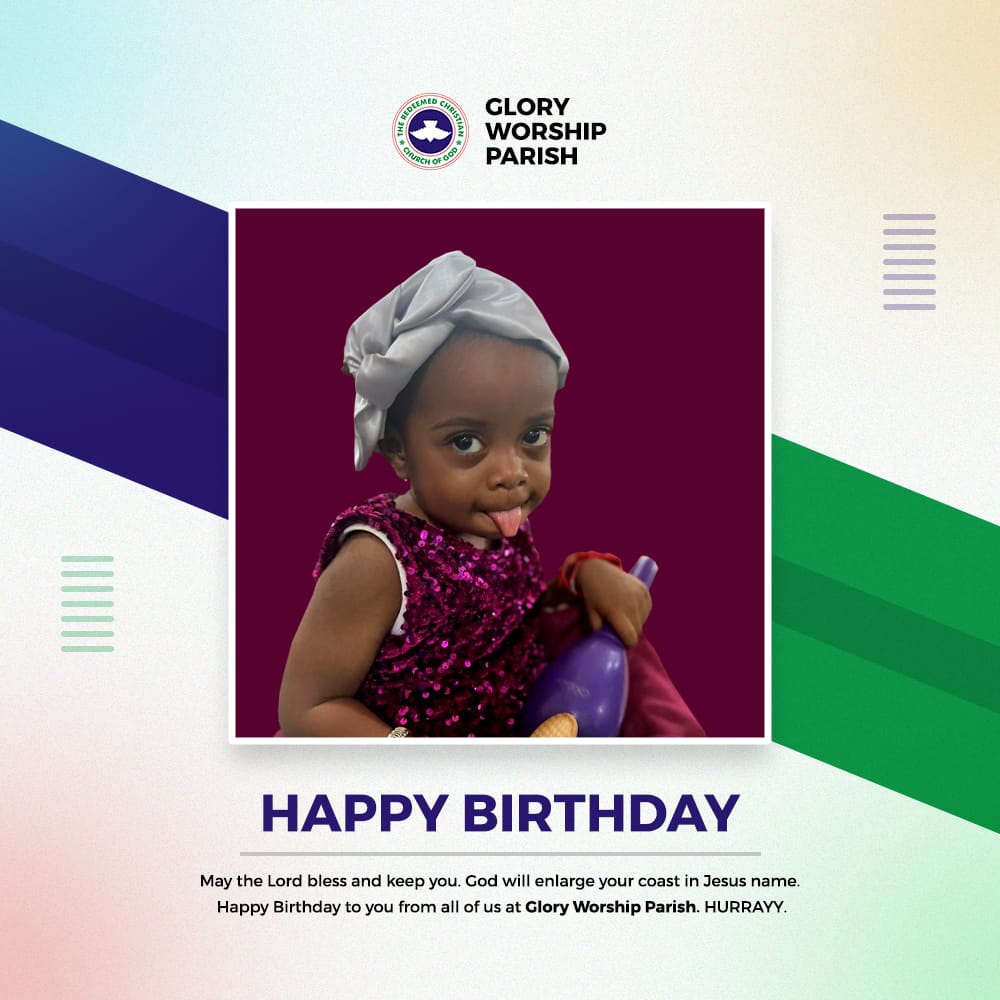 THE REDEEMED CHRISTIAN
CHURCH OF GOD
GLORY
WORSHIP
PARISH
HAPPY BIRTHDAY
May the Lord bless and keep you. God will enlarge your coast in Jesus name.
Happy Birthday to you from all of us at Glory Worship Parish. HURRAYY.